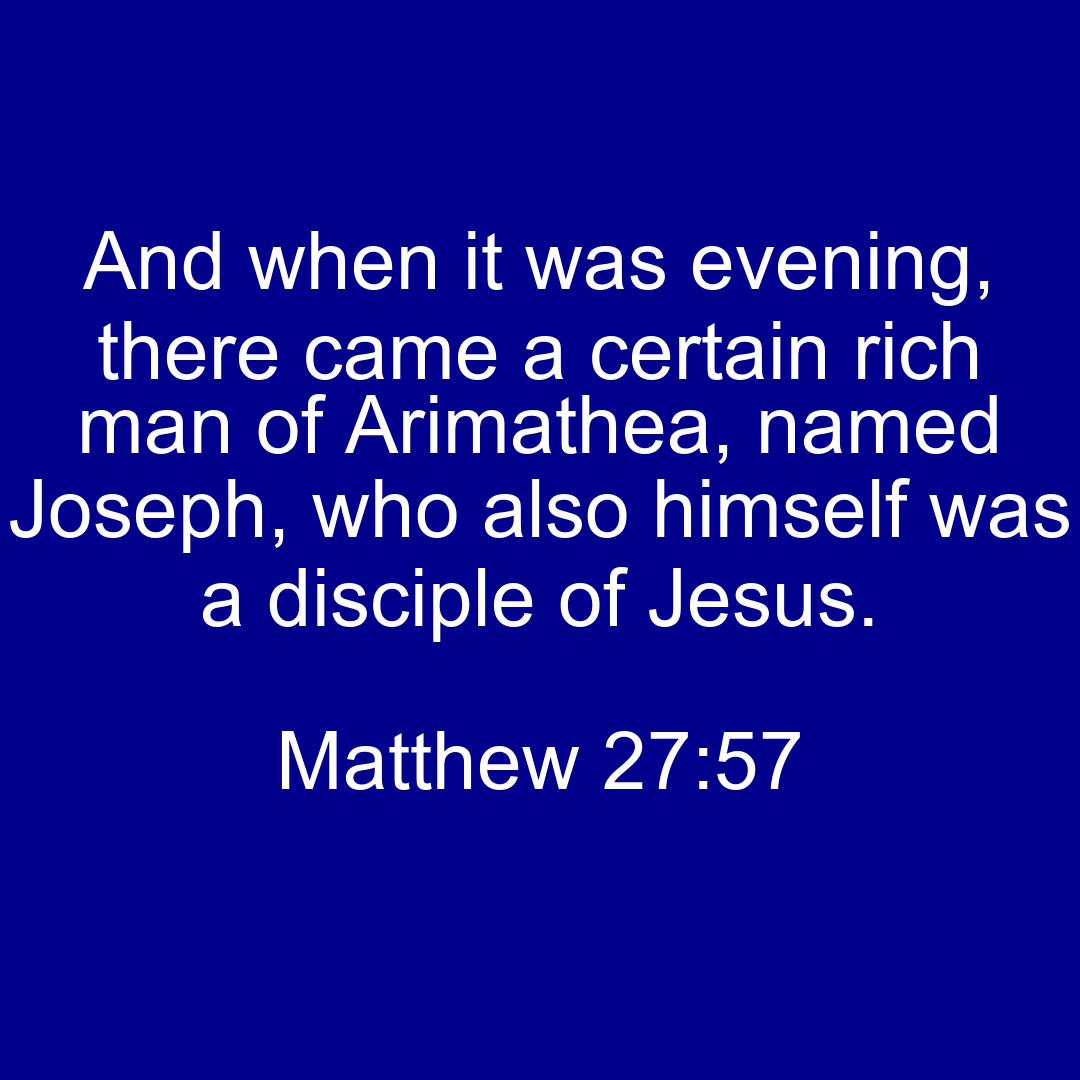 And when it was evening,
there came a certain rich
man of Arimathea, named
Joseph, who also himself was
a disciple of Jesus.
Matthew 27:57